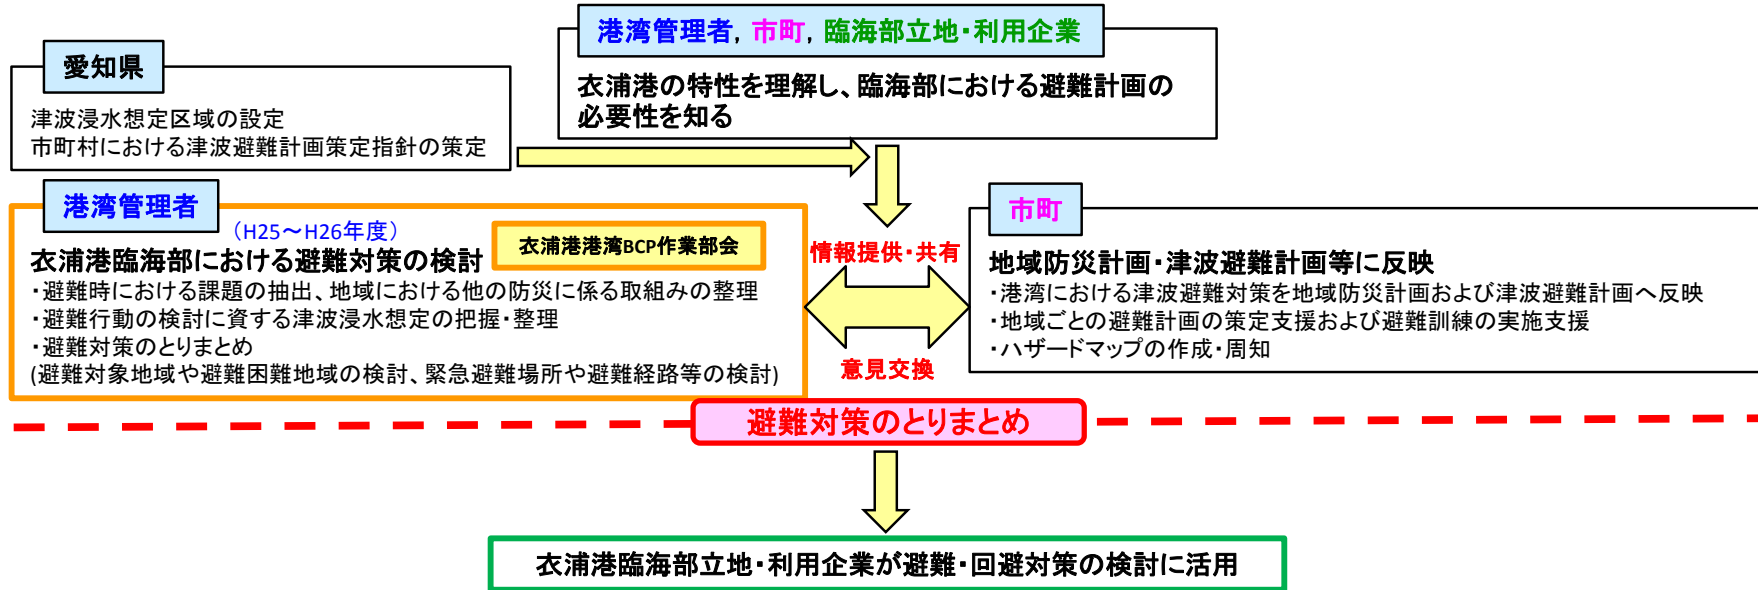 愛知県
津波浸水想定区域の設定
市町村における津波避難計画策定指針の策定
港湾管理者，市町，臨海部立地・利用企業
衣浦港の特性を理解し、臨海部における避難計画の
必要性を知る
港湾管理者
（H25～H26年度）
衣浦港臨海部における避難対策の検討
衣浦港港湾BCP作業部会
・避難時における課題の抽出、地域における他の防災に係る取組みの整理
・避難行動の検討に資する津波浸水想定の把握・整理
・避難対策のとりまとめ
(避難対象地域や避難困難地域の検討、緊急避難場所や避難経路等の検討)
情報提供・共有
意見交換
市町
地域防災計画・津波避難計画等に反映
・港湾における津波避難対策を地域防災計画および津波避難計画へ反映
・地域ごとの避難計画の策定支援および避難訓練の実施支援
・ハザードマップの作成・周知
避難対策のとりまとめ
衣浦港臨海部立地・利用企業が避難・回避対策の検討に活用